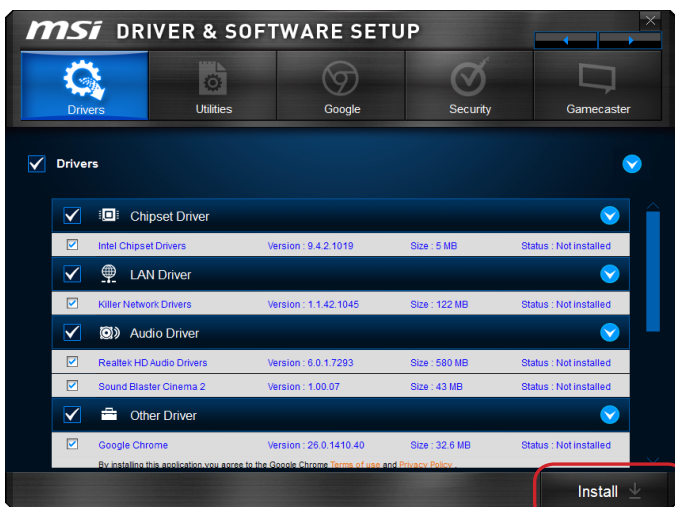 msi DRIVER & SOFTWARE SETUP
Drivers Utilities Google Security Gamecaster
Drivers
Chipset Driver
Intel Chipset Drivers Version : 9.4.2.1019 Size : 5 MB Status : Not installed
LAN Driver
Killer Network Drivers Version : 1.1.42.1045 Size : 122 MB Status : Not installed
Audio Driver
Realtek HD Audio Drivers Version : 6.0.1.7293 Size : 580 MB Status : Not installed
Sound Blaster Cinema 2 Version : 1.00.07 Size : 43 MB Status : Not installed
Other Driver
Google Chrome Version : 26.0.1410.40 Size : 32.6 MB Status : Not installed
By installing this application,you agree to the Google Chrome Terms of use and Privacy Policy .
Install